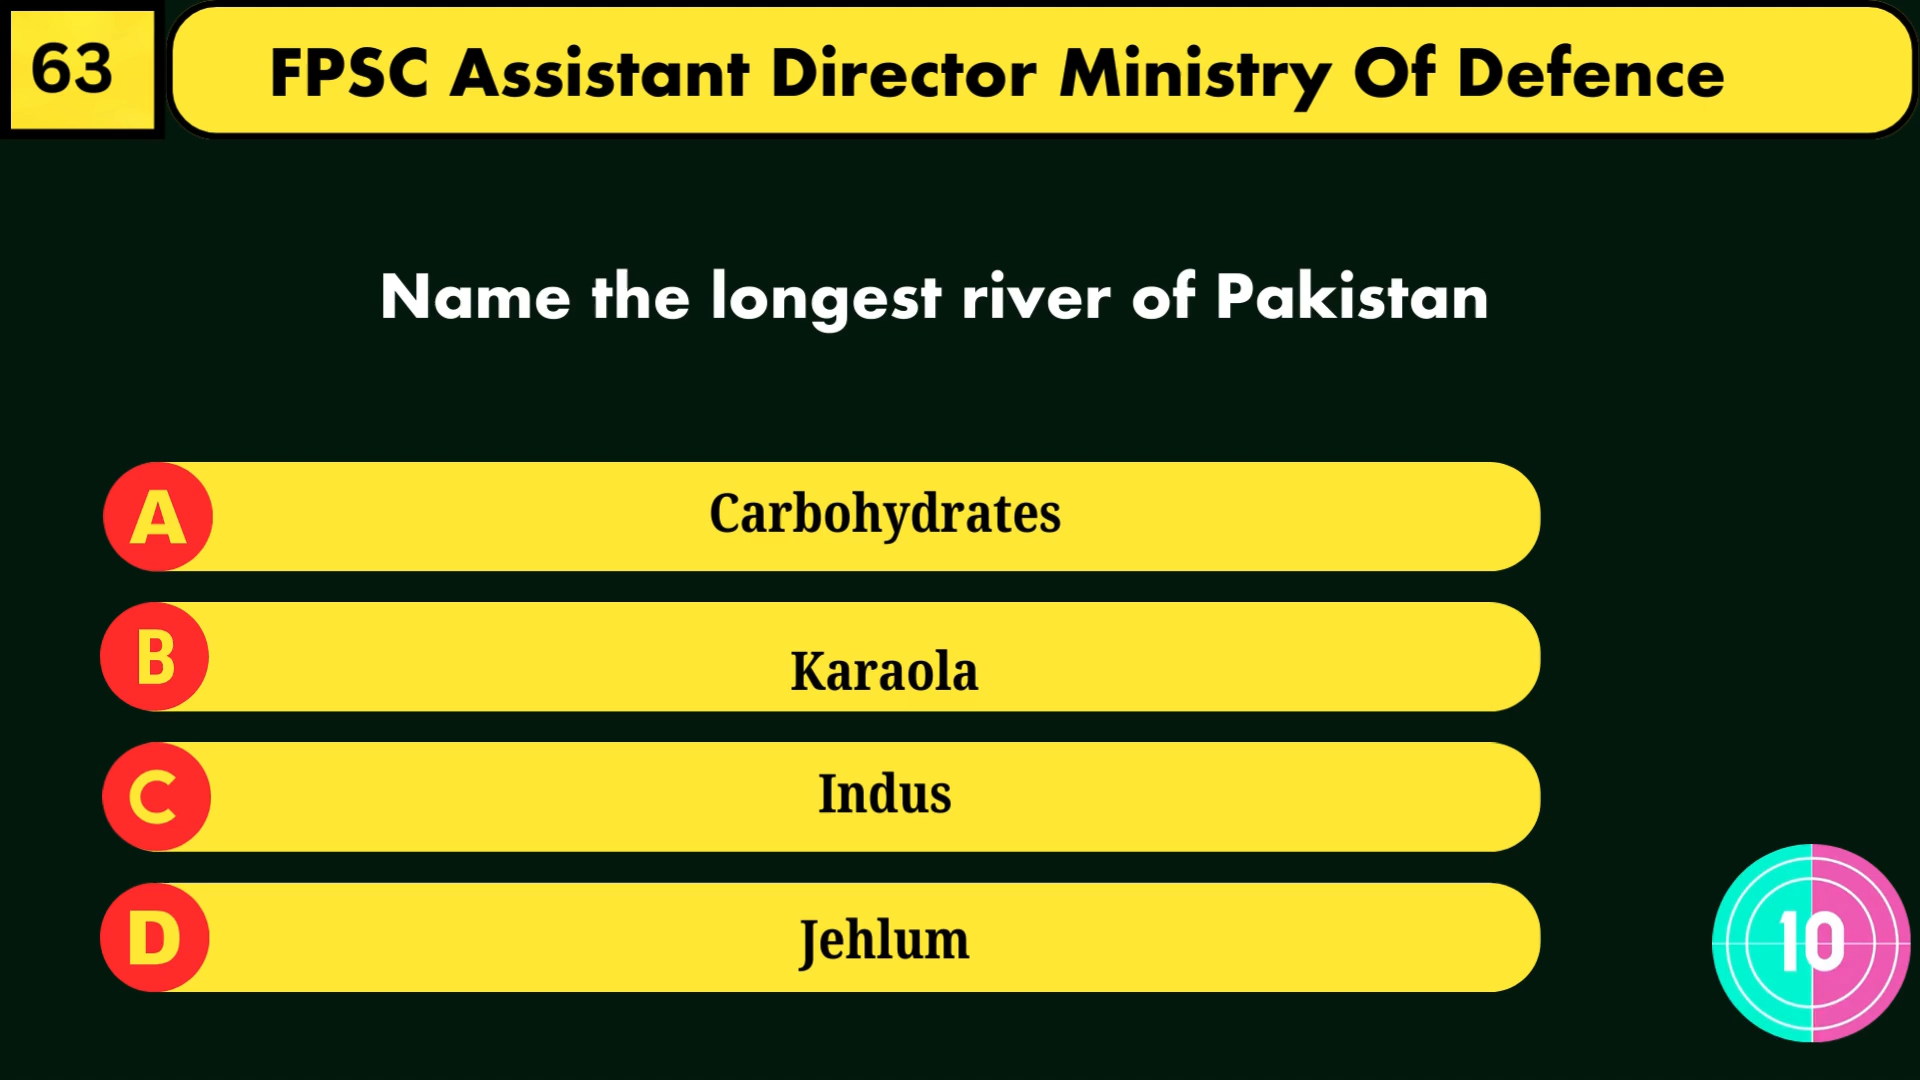 63
FPSC Assistant Director Ministry Of Defence
Name the longest river of Pakistan
A
Carbohydrates
B
Karaola
C
Indus
D
Jehlum
10